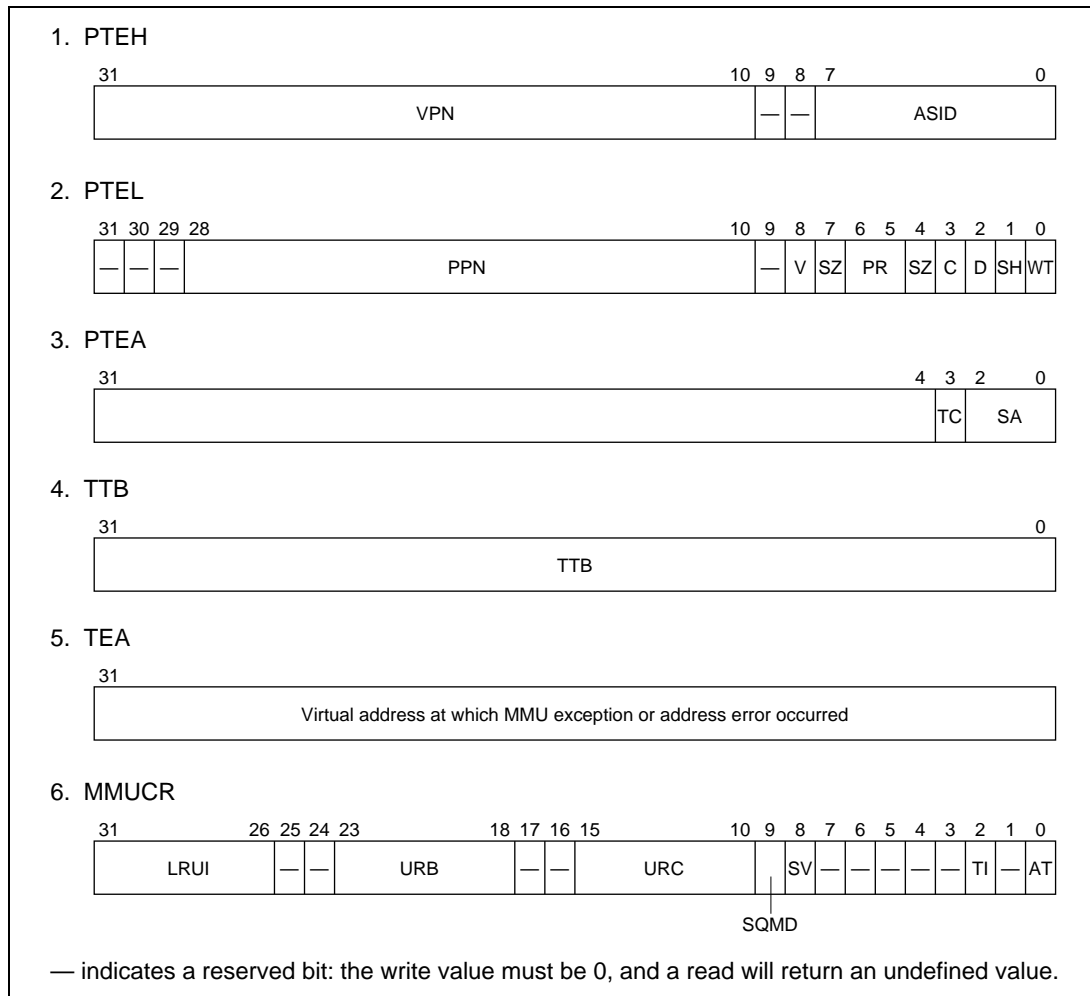 1. PTEH
31 10 9 8 7 0
VPN — — ASID
2. PTEL
31 30 29 28 10 9 8 7 6 5 4 3 2 1 0
— — — PPN — V SZ PR SZ C D SH WT
3. PTEA
31 4 3 2 0
TC SA
4. TTB
31 0
TTB
5. TEA
31
Virtual address at which MMU exception or address error occurred
6. MMUCR
31 26 25 24 23 18 17 16 15 10 9 8 7 6 5 4 3 2 1 0
LRUI — — URB — — URC SV — — — — — TI — AT
SQMD
— indicates a reserved bit: the write value must be 0, and a read will return an undefined value.